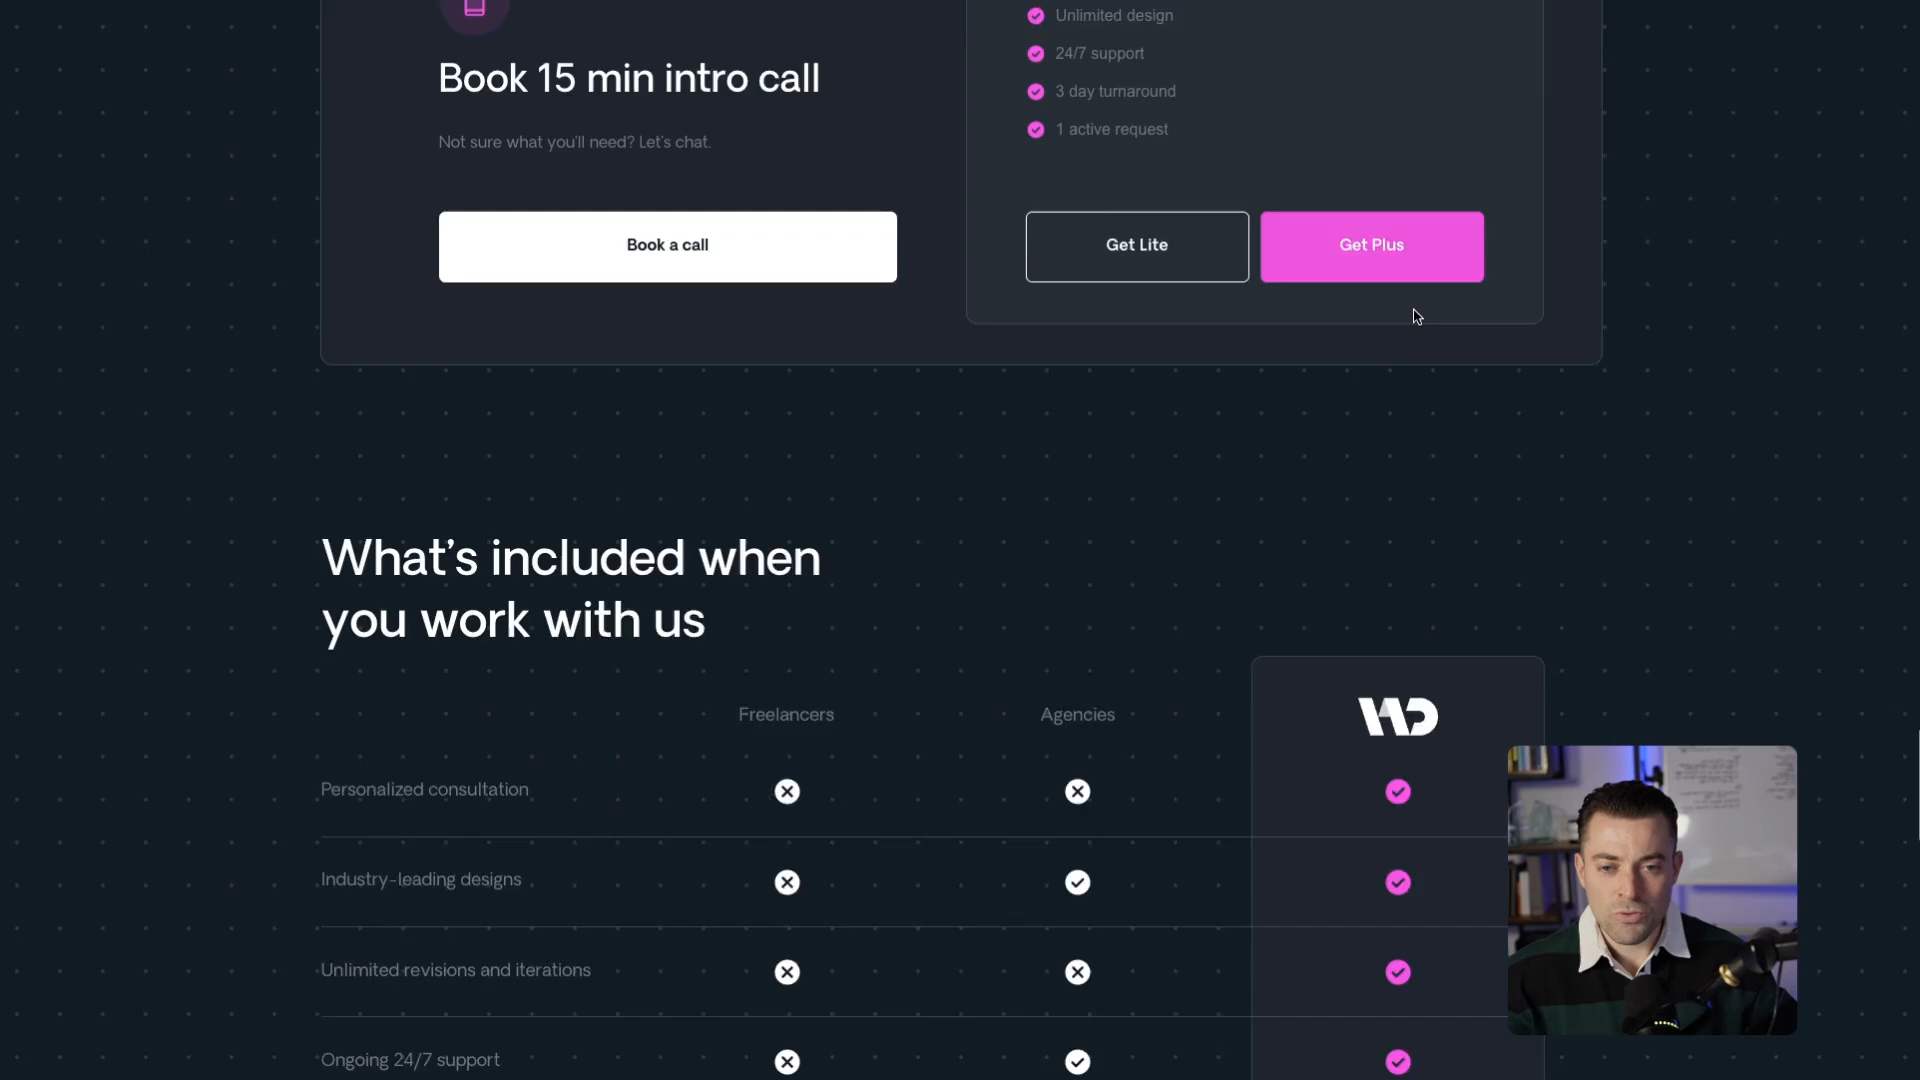 Unlimited design
24/7 support
3 day turnaround
1 active request
Book 15 min intro call
Not sure what you'll need? Let's chat.
Book a call
Get Lite
Get Plus
What's included when
you work with us
Freelancers
Agencies
WD
Personalized consultation
Industry-leading designs
Unlimited revisions and iterations
Ongoing 24/7 support